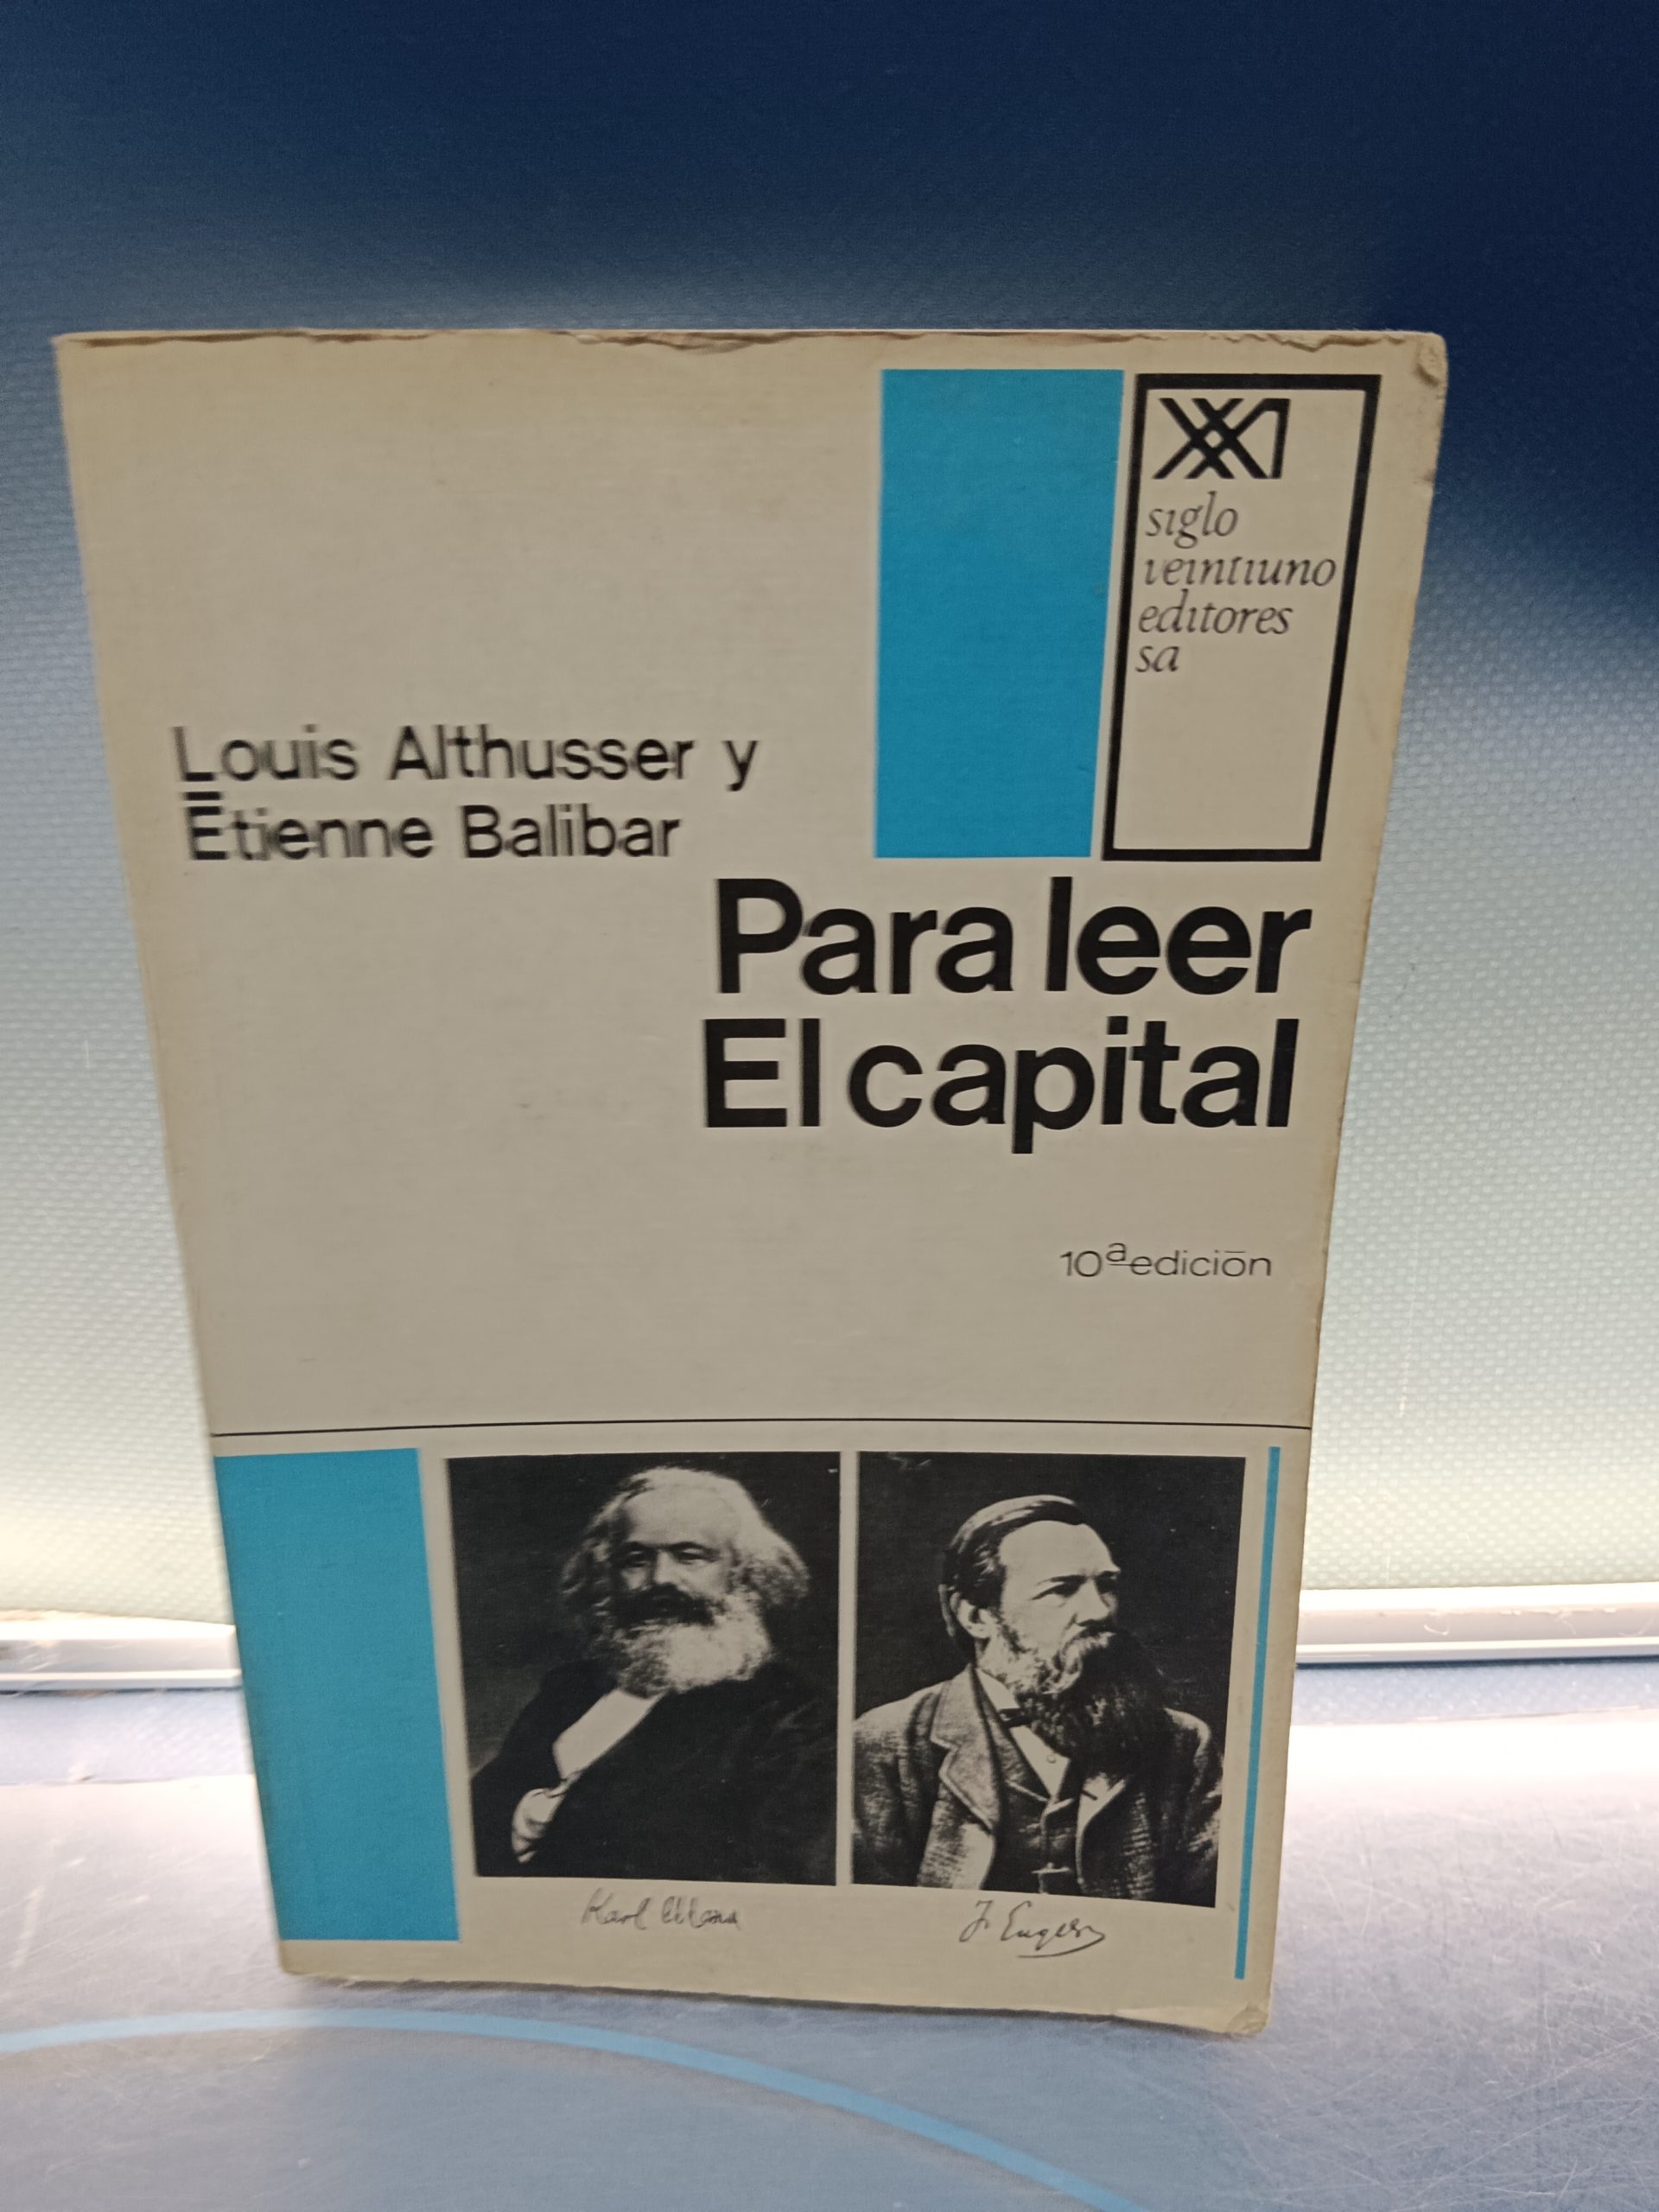 XXI
siglo
veintiuno
editores
sa
Louis Althusser y
Étienne Balibar
Para leer
El capital
10ª edición
Karl Marx
F. Engels